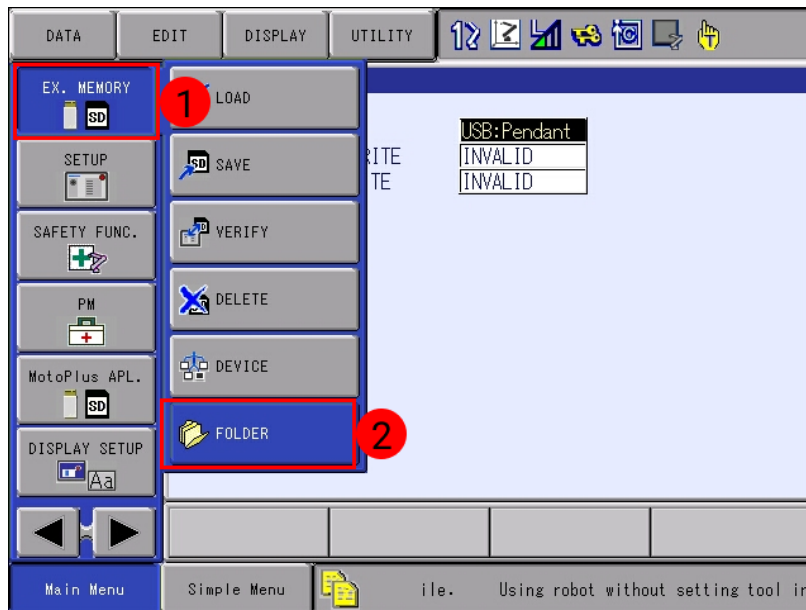 DATA
EDIT
DISPLAY
UTILITY
EX. MEMORY
SD
1
LOAD
USB:Pendant
SETUP
SD
SAVE
RITE
INVALID
TE
INVALID
SAFETY FUNC.
VERIFY
PM
DELETE
MotoPlus APL.
SD
DEVICE
DISPLAY SETUP
Aa
FOLDER
2
Main Menu
Simple Menu
ile. Using robot without setting tool in